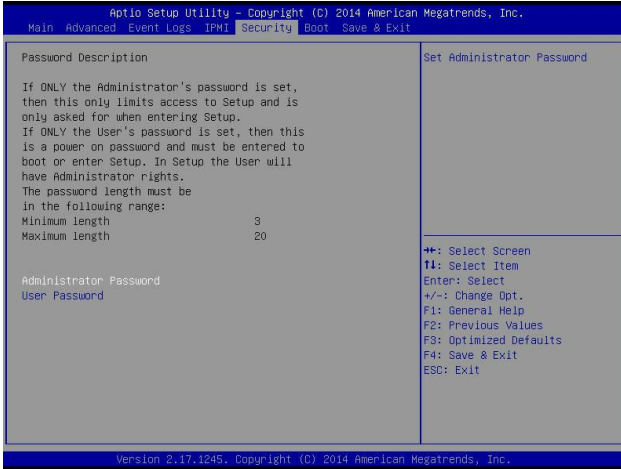 Aptio Setup Utility – Copyright (C) 2014 American Megatrends, Inc.
Main Advanced Event Logs IPMI Security Boot Save & Exit
Password Description
If ONLY the Administrator's password is set,
then this only limits access to Setup and is
only asked for when entering Setup.
If ONLY the User's password is set, then this
is a power on password and must be entered to
boot or enter Setup. In Setup the User will
have Administrator rights.
The password length must be
in the following range:
Minimum length 3
Maximum length 20
Administrator Password
User Password
Set Administrator Password
→←: Select Screen
↑↓: Select Item
Enter: Select
+/-: Change Opt.
F1: General Help
F2: Previous Values
F3: Optimized Defaults
F4: Save & Exit
ESC: Exit
Version 2.17.1245. Copyright (C) 2014 American Megatrends, Inc.